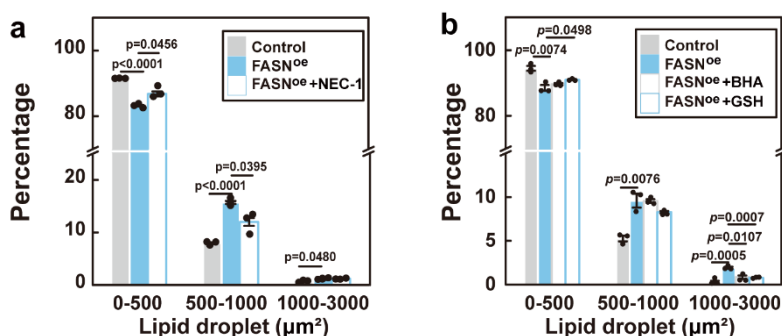 a
Percentage
100
80
20
10
0
p=0.0456
p<0.0001
p=0.0395
p<0.0001
p=0.0480
Control
FASNᵒᵉ
FASNᵒᵉ+NEC-1
0-500 500-1000 1000-3000
Lipid droplet (µm²)
b
Percentage
100
90
10
5
0
p=0.0498
p=0.0074
p=0.0076
p=0.0007
p=0.0107
p=0.0005
Control
FASNᵒᵉ
FASNᵒᵉ+BHA
FASNᵒᵉ+GSH
0-500 500-1000 1000-3000
Lipid droplet (µm²)